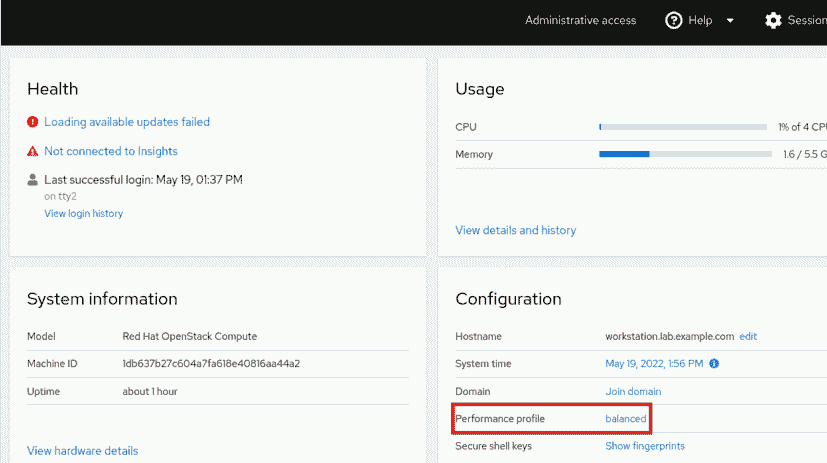 Administrative access Help Session
Health
Loading available updates failed
Not connected to Insights
Last successful login: May 19, 01:37 PM
on tty2
View login history
Usage
CPU 1% of 4 CPU
Memory 1.6 / 5.5 G
View details and history
System information
Model Red Hat OpenStack Compute
Machine ID 1db637b27c604a7fa618e40816aa44a2
Uptime about 1 hour
View hardware details
Configuration
Hostname workstation.lab.example.com edit
System time May 19, 2022, 1:56 PM
Domain Join domain
Performance profile balanced
Secure shell keys Show fingerprints